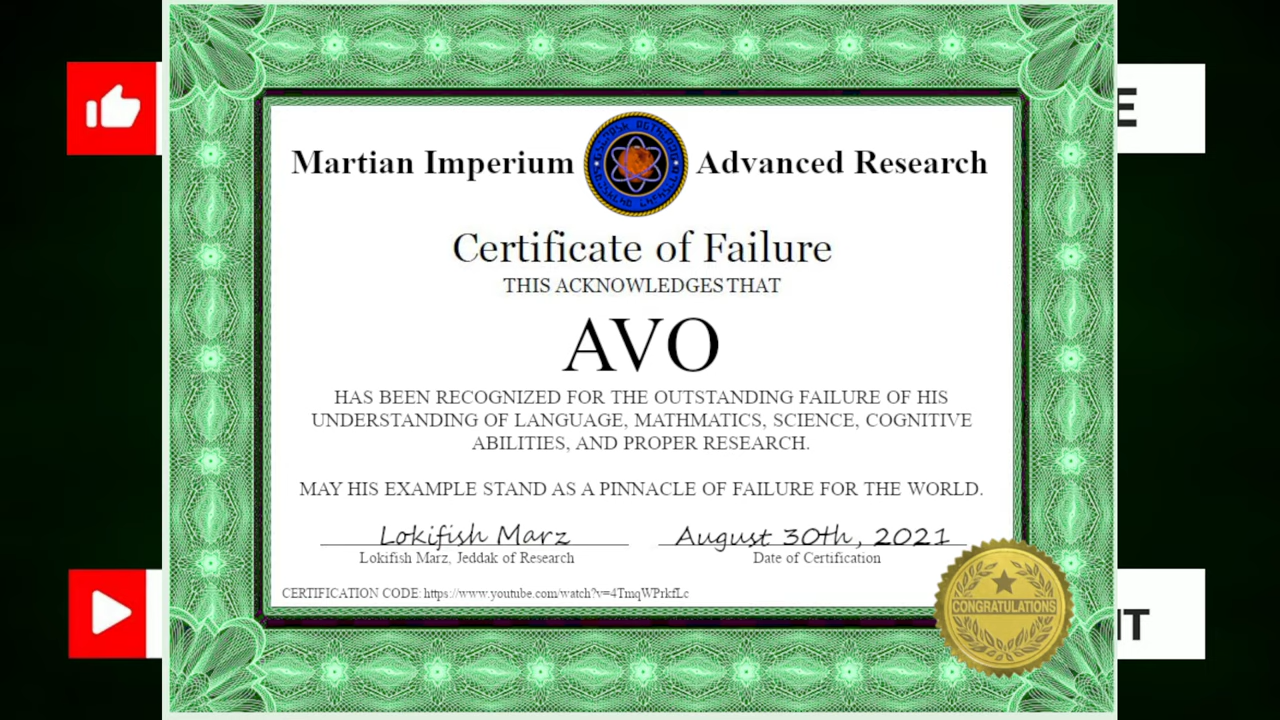 Martian Imperium Advanced Research
Certificate of Failure
THIS ACKNOWLEDGES THAT
AVO
HAS BEEN RECOGNIZED FOR THE OUTSTANDING FAILURE OF HIS
UNDERSTANDING OF LANGUAGE, MATHMATICS, SCIENCE, COGNITIVE
ABILITIES, AND PROPER RESEARCH.
MAY HIS EXAMPLE STAND AS A PINNACLE OF FAILURE FOR THE WORLD.
Lokifish Marz August 30th, 2021
Lokifish Marz, Jeddak of Research Date of Certification
CERTIFICATION CODE: https://www.youtube.com/watch?v=4TmqWPrkfLc
CONGRATULATIONS